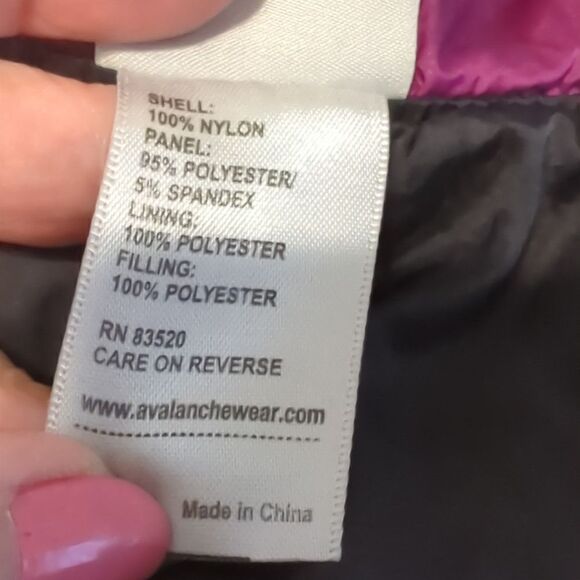 SHELL:
100% NYLON
PANEL:
95% POLYESTER/
5% SPANDEX
LINING:
100% POLYESTER
FILLING:
100% POLYESTER
RN 83520
CARE ON REVERSE
www.avalanchewear.com
Made in China